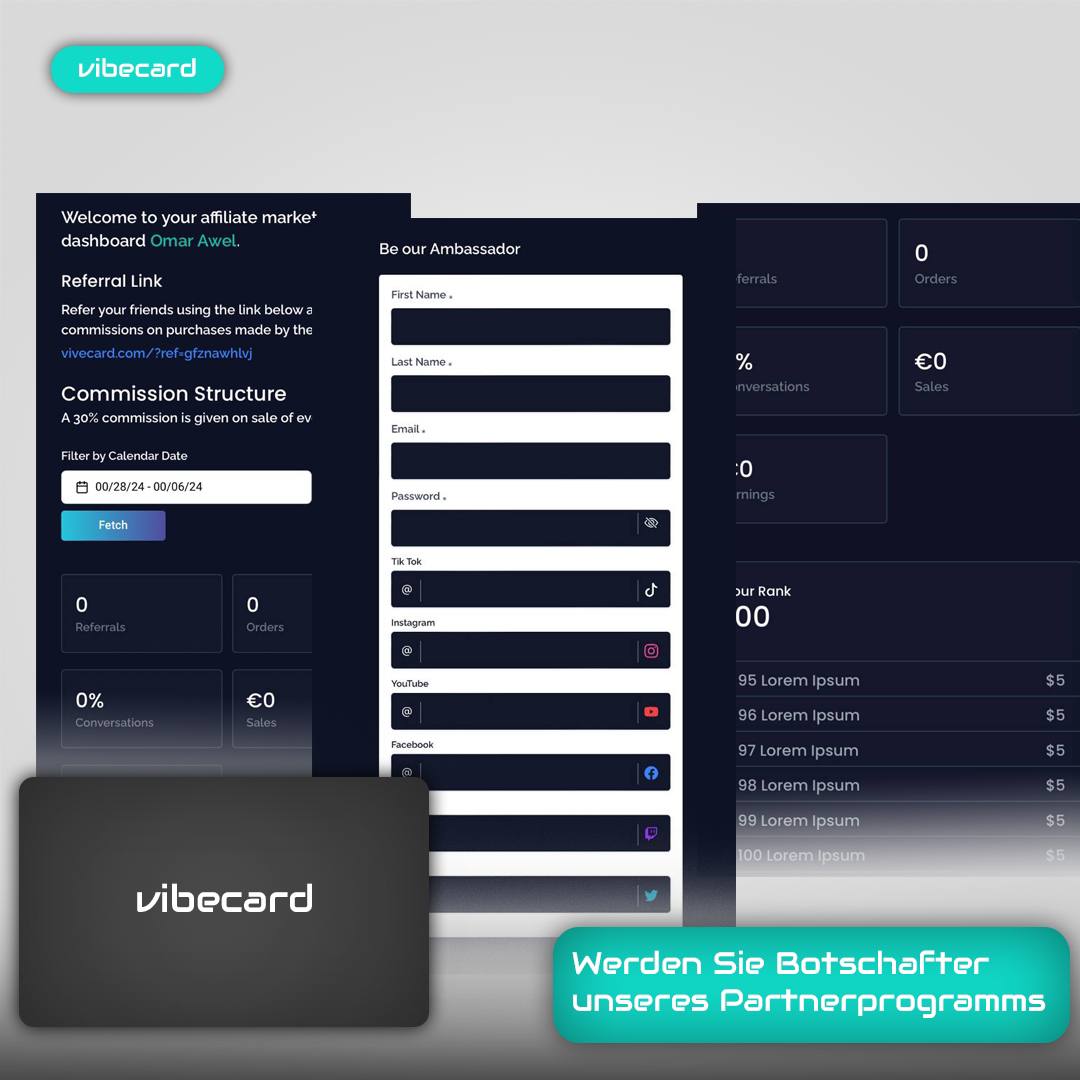 vibecard
Welcome to your affiliate market
dashboard Omar Awel.
Referral Link
Refer your friends using the link below a
commissions on purchases made by the
vivecard.com/?ref=gfznawhlvj
Commission Structure
A 30% commission is given on sale of ev
Filter by Calendar Date
00/28/24 - 00/06/24
Fetch
0
Referrals
0
Orders
0%
Conversations
€0
Sales
Be our Ambassador
First Name *
Last Name *
Email *
Password *
Tik Tok
@
Instagram
@
YouTube
@
Facebook
@
ferrals
0
Orders
%
nversations
€0
Sales
0
rnings
our Rank
00
95 Lorem Ipsum $5
96 Lorem Ipsum $5
97 Lorem Ipsum $5
98 Lorem Ipsum $5
99 Lorem Ipsum $5
100 Lorem Ipsum $5
vibecard
Werden Sie Botschafter
unseres Partnerprogramms